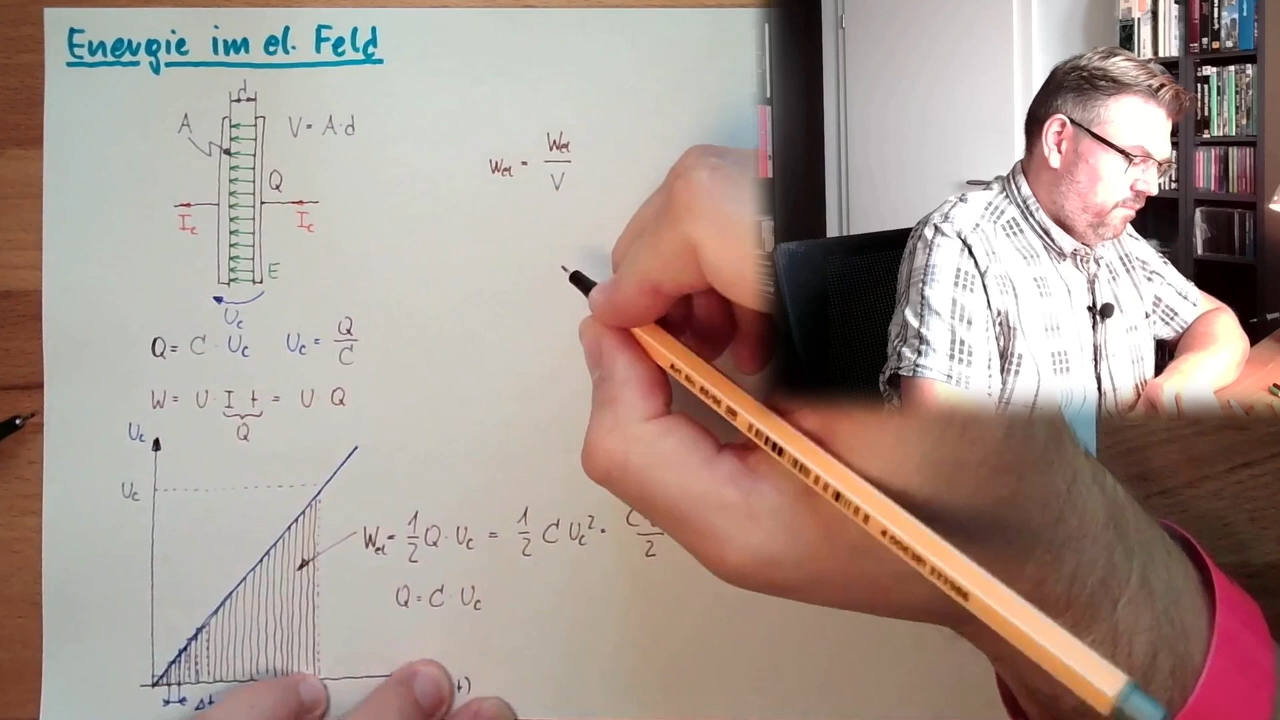 Energie im el. Feld
d
A
V = A·d
Q
I_c
I_c
E
U_c
Q = C · U_c
U_c = Q/C
W = U · I t = U Q
Q
U_c
U_c
W_el = 1/2 Q · U_c = 1/2 C U_c² =
Q = C · U_c
Δt
t)
w_el = W_el/V